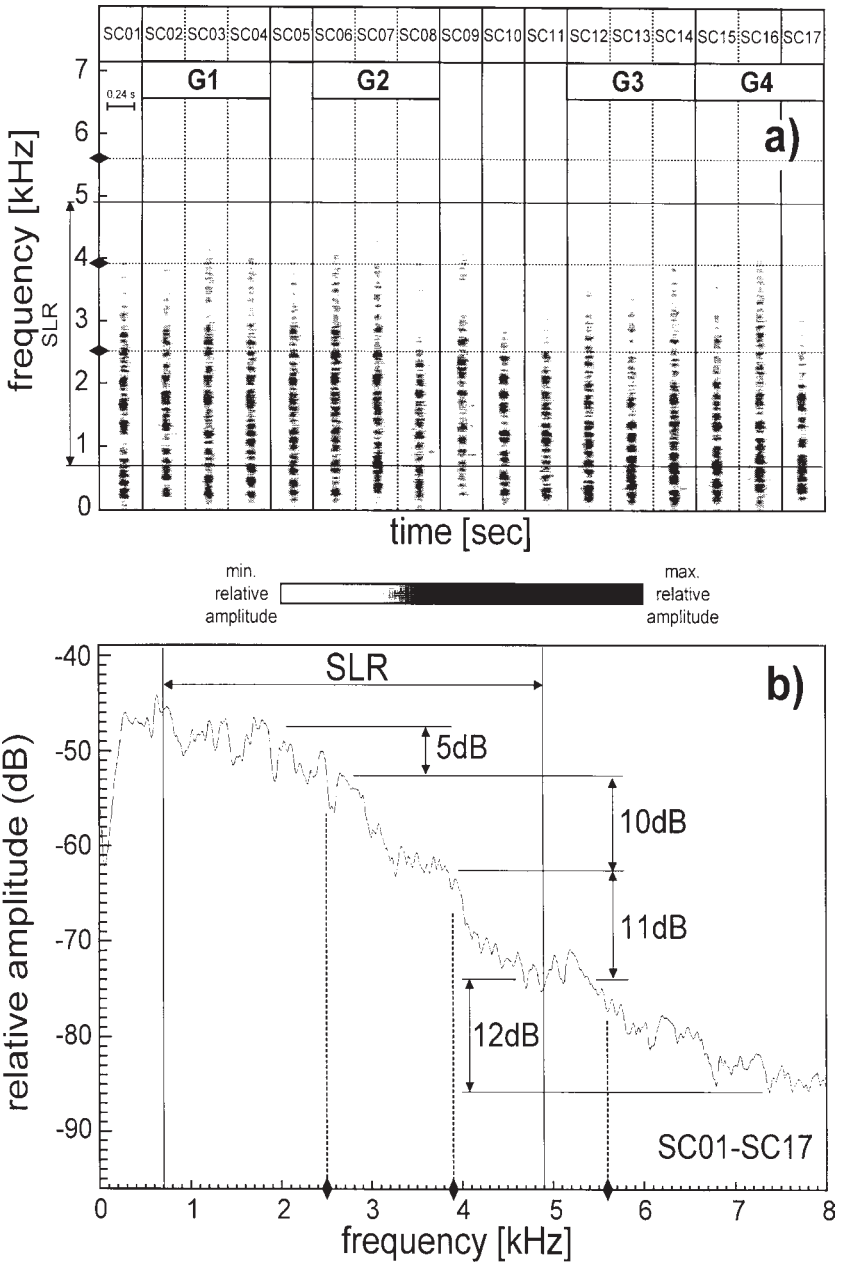 SC01 SC02 SC03 SC04 SC05 SC06 SC07 SC08 SC09 SC10 SC11 SC12 SC13 SC14 SC15 SC16 SC17
7
G1 G2 G3 G4
0.24 s
a)
6
5
4
3
2
1
0
frequency [kHz]
SLR
time [sec]
min. relative amplitude
max. relative amplitude
-40
SLR
b)
-50
5dB
10dB
-60
11dB
-70
12dB
-80
-90
relative amplitude (dB)
SC01-SC17
0 1 2 3 4 5 6 7 8
frequency [kHz]